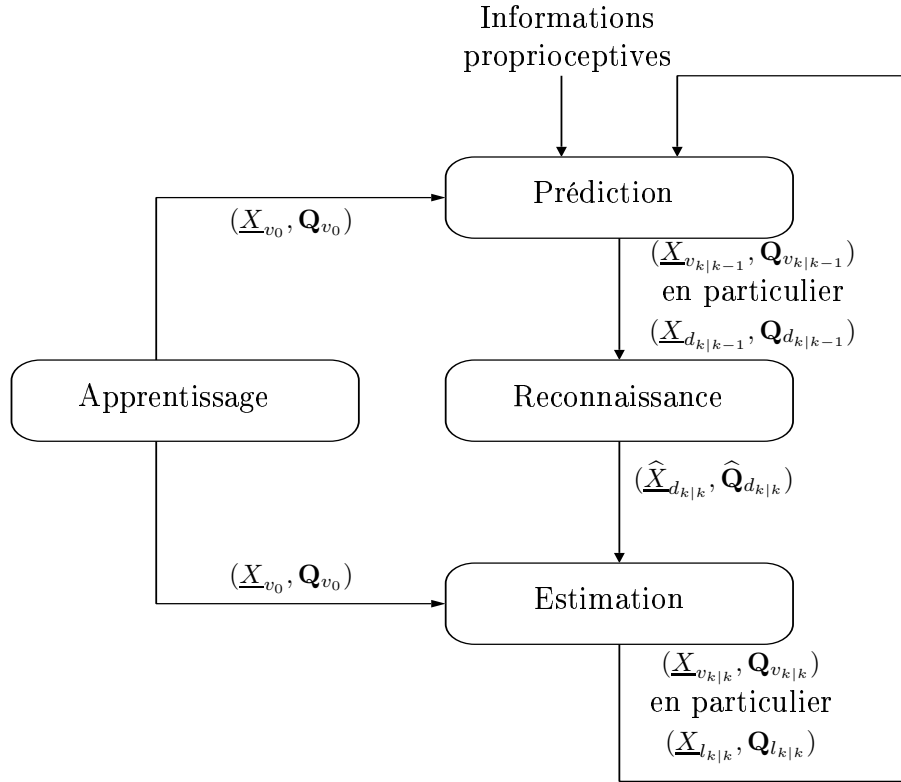 Informations
proprioceptives
Prédiction
(X_{v_0}, Q_{v_0})
(X_{v_{k|k−1}}, Q_{v_{k|k−1}})
en particulier
(X_{d_{k|k−1}}, Q_{d_{k|k−1}})
Apprentissage
Reconnaissance
(X̂_{d_{k|k}}, Q̂_{d_{k|k}})
(X_{v_0}, Q_{v_0})
Estimation
(X_{v_{k|k}}, Q_{v_{k|k}})
en particulier
(X_{l_{k|k}}, Q_{l_{k|k}})